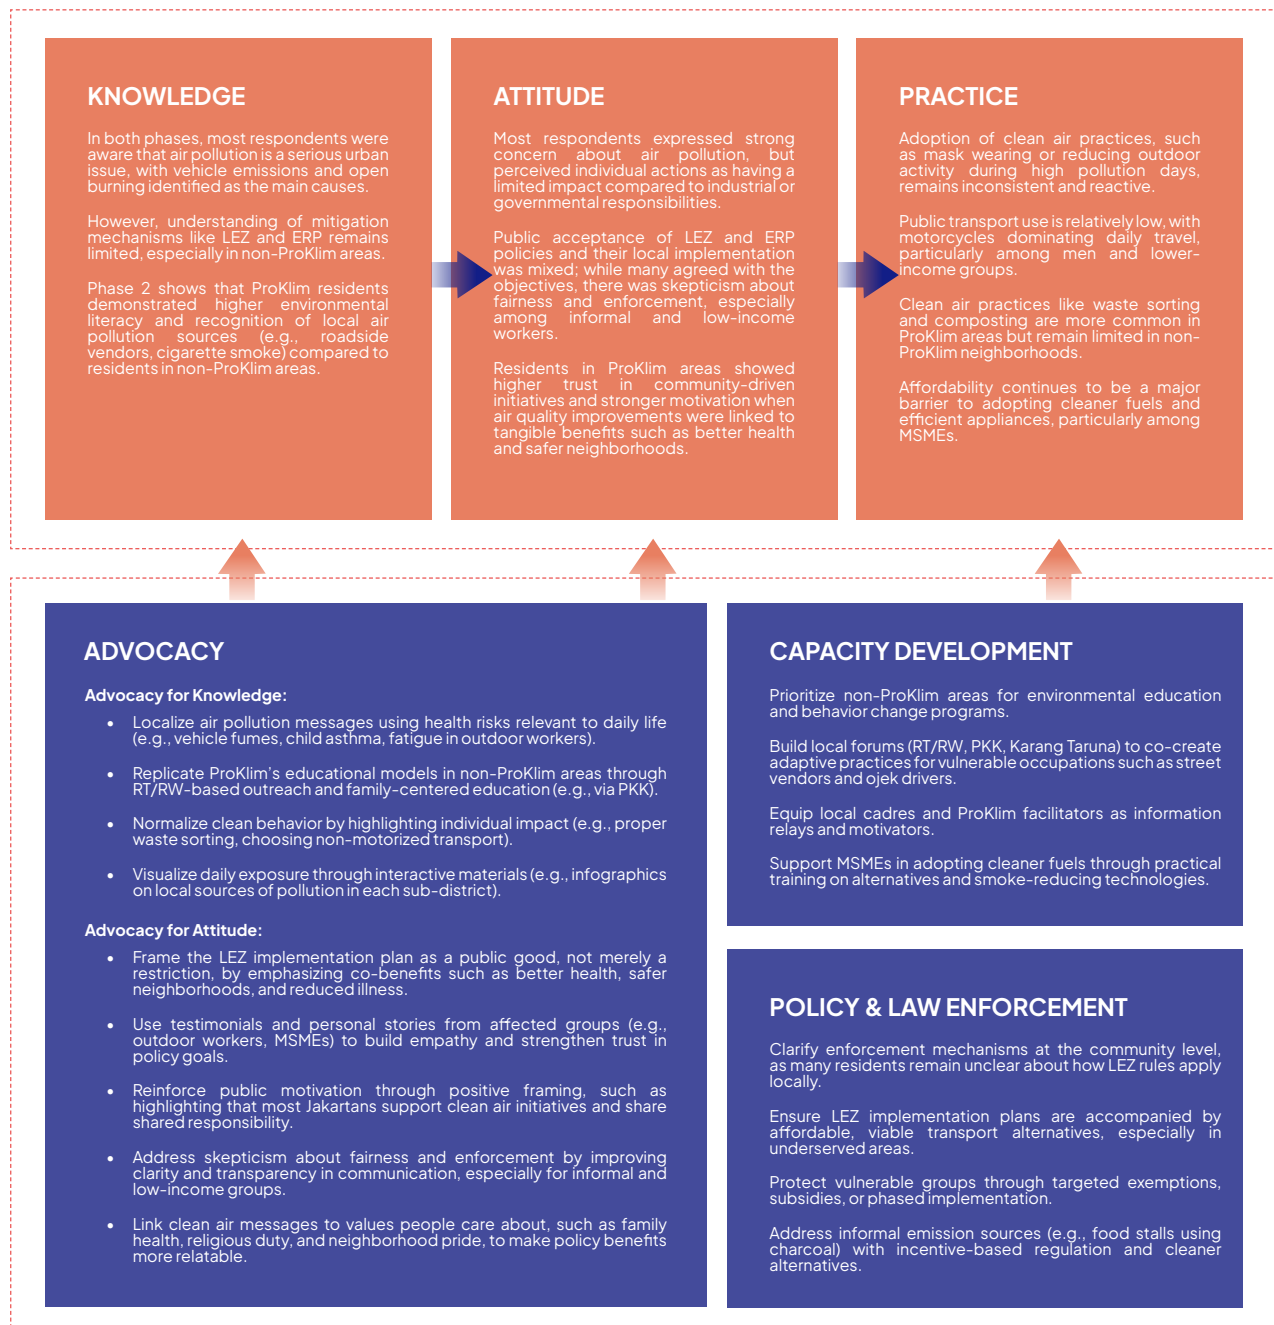 KNOWLEDGE
In both phases, most respondents were
aware that air pollution is a serious urban
issue, with vehicle emissions and open
burning identified as the main causes.
However, understanding of mitigation
mechanisms like LEZ and ERP remains
limited, especially in non-ProKlim areas.
Phase 2 shows that ProKlim residents
demonstrated higher environmental
literacy and recognition of local air
pollution sources (e.g., roadside
vendors, cigarette smoke) compared to
residents in non-ProKlim areas.
ATTITUDE
Most respondents expressed strong
concern about air pollution, but
perceived individual actions as having a
limited impact compared to industrial or
governmental responsibilities.
Public acceptance of LEZ and ERP
policies and their local implementation
was mixed; while many agreed with the
objectives, there was skepticism about
fairness and enforcement, especially
among informal and low-income
workers.
Residents in ProKlim areas showed
higher trust in community-driven
initiatives and stronger motivation when
air quality improvements were linked to
tangible benefits such as better health
and safer neighborhoods.
PRACTICE
Adoption of clean air practices, such
as mask wearing or reducing outdoor
activity during high pollution days,
remains inconsistent and reactive.
Public transport use is relatively low, with
motorcycles dominating daily travel,
particularly among men and lower-
income groups.
Clean air practices like waste sorting
and composting are more common in
ProKlim areas but remain limited in non-
ProKlim neighborhoods.
Affordability continues to be a major
barrier to adopting cleaner fuels and
efficient appliances, particularly among
MSMEs.
ADVOCACY
Advocacy for Knowledge:
• Localize air pollution messages using health risks relevant to daily life
(e.g., vehicle fumes, child asthma, fatigue in outdoor workers).
• Replicate ProKlim's educational models in non-ProKlim areas through
RT/RW-based outreach and family-centered education (e.g., via PKK).
• Normalize clean behavior by highlighting individual impact (e.g., proper
waste sorting, choosing non-motorized transport).
• Visualize daily exposure through interactive materials (e.g., infographics
on local sources of pollution in each sub-district).
Advocacy for Attitude:
• Frame the LEZ implementation plan as a public good, not merely a
restriction, by emphasizing co-benefits such as better health, safer
neighborhoods, and reduced illness.
• Use testimonials and personal stories from affected groups (e.g.,
outdoor workers, MSMEs) to build empathy and strengthen trust in
policy goals.
• Reinforce public motivation through positive framing, such as
highlighting that most Jakartans support clean air initiatives and share
shared responsibility.
• Address skepticism about fairness and enforcement by improving
clarity and transparency in communication, especially for informal and
low-income groups.
• Link clean air messages to values people care about, such as family
health, religious duty, and neighborhood pride, to make policy benefits
more relatable.
CAPACITY DEVELOPMENT
Prioritize non-ProKlim areas for environmental education
and behavior change programs.
Build local forums (RT/RW, PKK, Karang Taruna) to co-create
adaptive practices for vulnerable occupations such as street
vendors and ojek drivers.
Equip local cadres and ProKlim facilitators as information
relays and motivators.
Support MSMEs in adopting cleaner fuels through practical
training on alternatives and smoke-reducing technologies.
POLICY & LAW ENFORCEMENT
Clarify enforcement mechanisms at the community level,
as many residents remain unclear about how LEZ rules apply
locally.
Ensure LEZ implementation plans are accompanied by
affordable, viable transport alternatives, especially in
underserved areas.
Protect vulnerable groups through targeted exemptions,
subsidies, or phased implementation.
Address informal emission sources (e.g., food stalls using
charcoal) with incentive-based regulation and cleaner
alternatives.